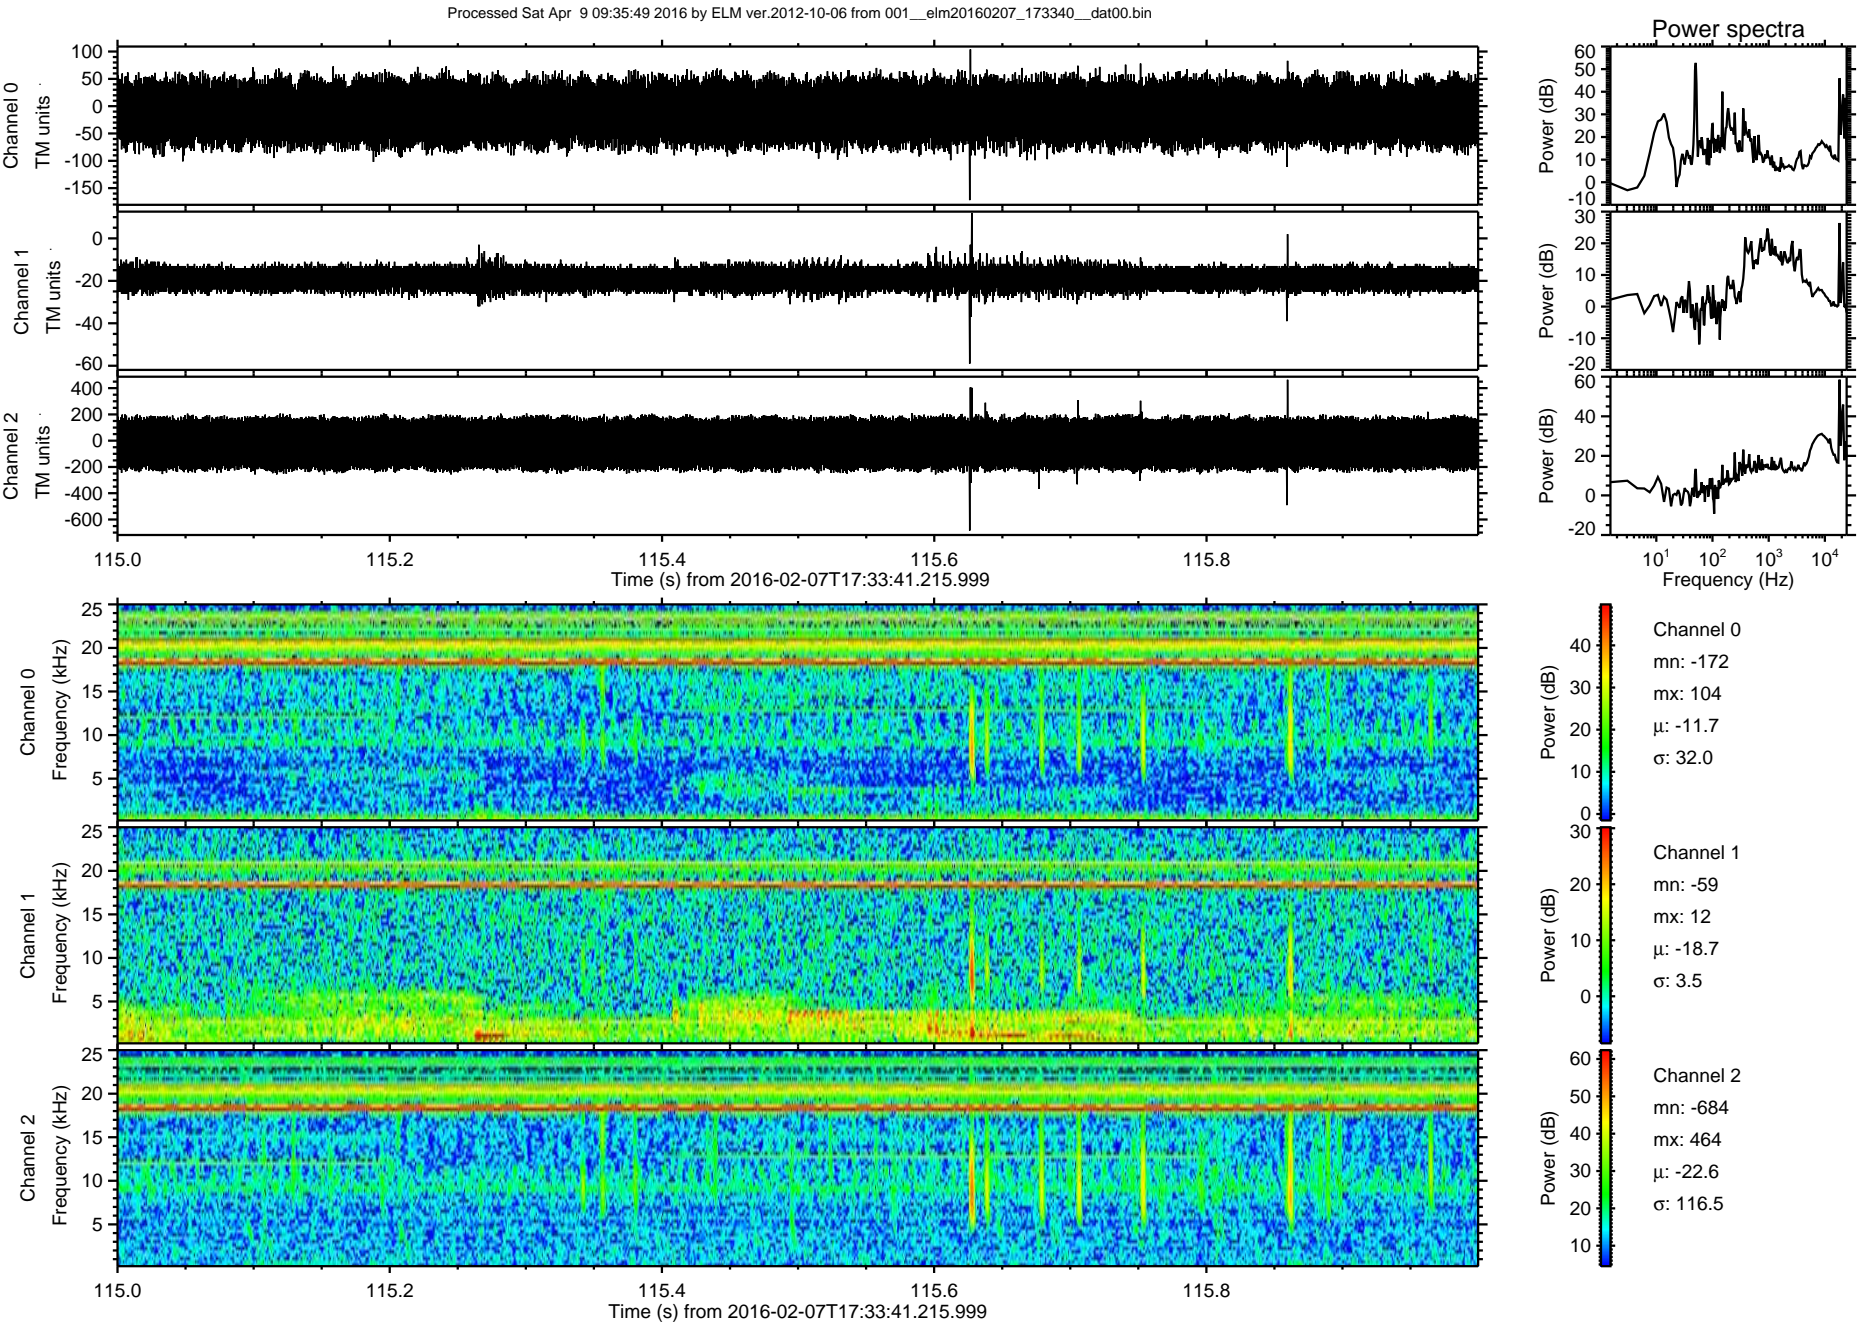 Processed Sat Apr  9 09:35:49 2016 by ELM ver.2012-10-06 from 001__elm20160207_173340__dat00.bin
Power spectra
Channel 0
TM units
100
50
0
-50
-100
-150
Power (dB)
60
50
40
30
20
10
0
-10
Channel 1
TM units
0
-20
-40
-60
Power (dB)
30
20
10
0
-10
-20
Channel 2
TM units
400
200
0
-200
-400
-600
Power (dB)
60
40
20
0
-20
115.0 115.2 115.4 115.6 115.8
Time (s) from 2016-02-07T17:33:41.215.999
10^1 10^2 10^3 10^4
Frequency (Hz)
Channel 0
Frequency (kHz)
25
20
15
10
5
Power (dB)
40
30
20
10
0
Channel 0
mn: -172
mx: 104
μ: -11.7
σ: 32.0
Channel 1
Frequency (kHz)
25
20
15
10
5
Power (dB)
30
20
10
0
Channel 1
mn: -59
mx: 12
μ: -18.7
σ: 3.5
Channel 2
Frequency (kHz)
25
20
15
10
5
Power (dB)
60
50
40
30
20
10
Channel 2
mn: -684
mx: 464
μ: -22.6
σ: 116.5
115.0 115.2 115.4 115.6 115.8
Time (s) from 2016-02-07T17:33:41.215.999